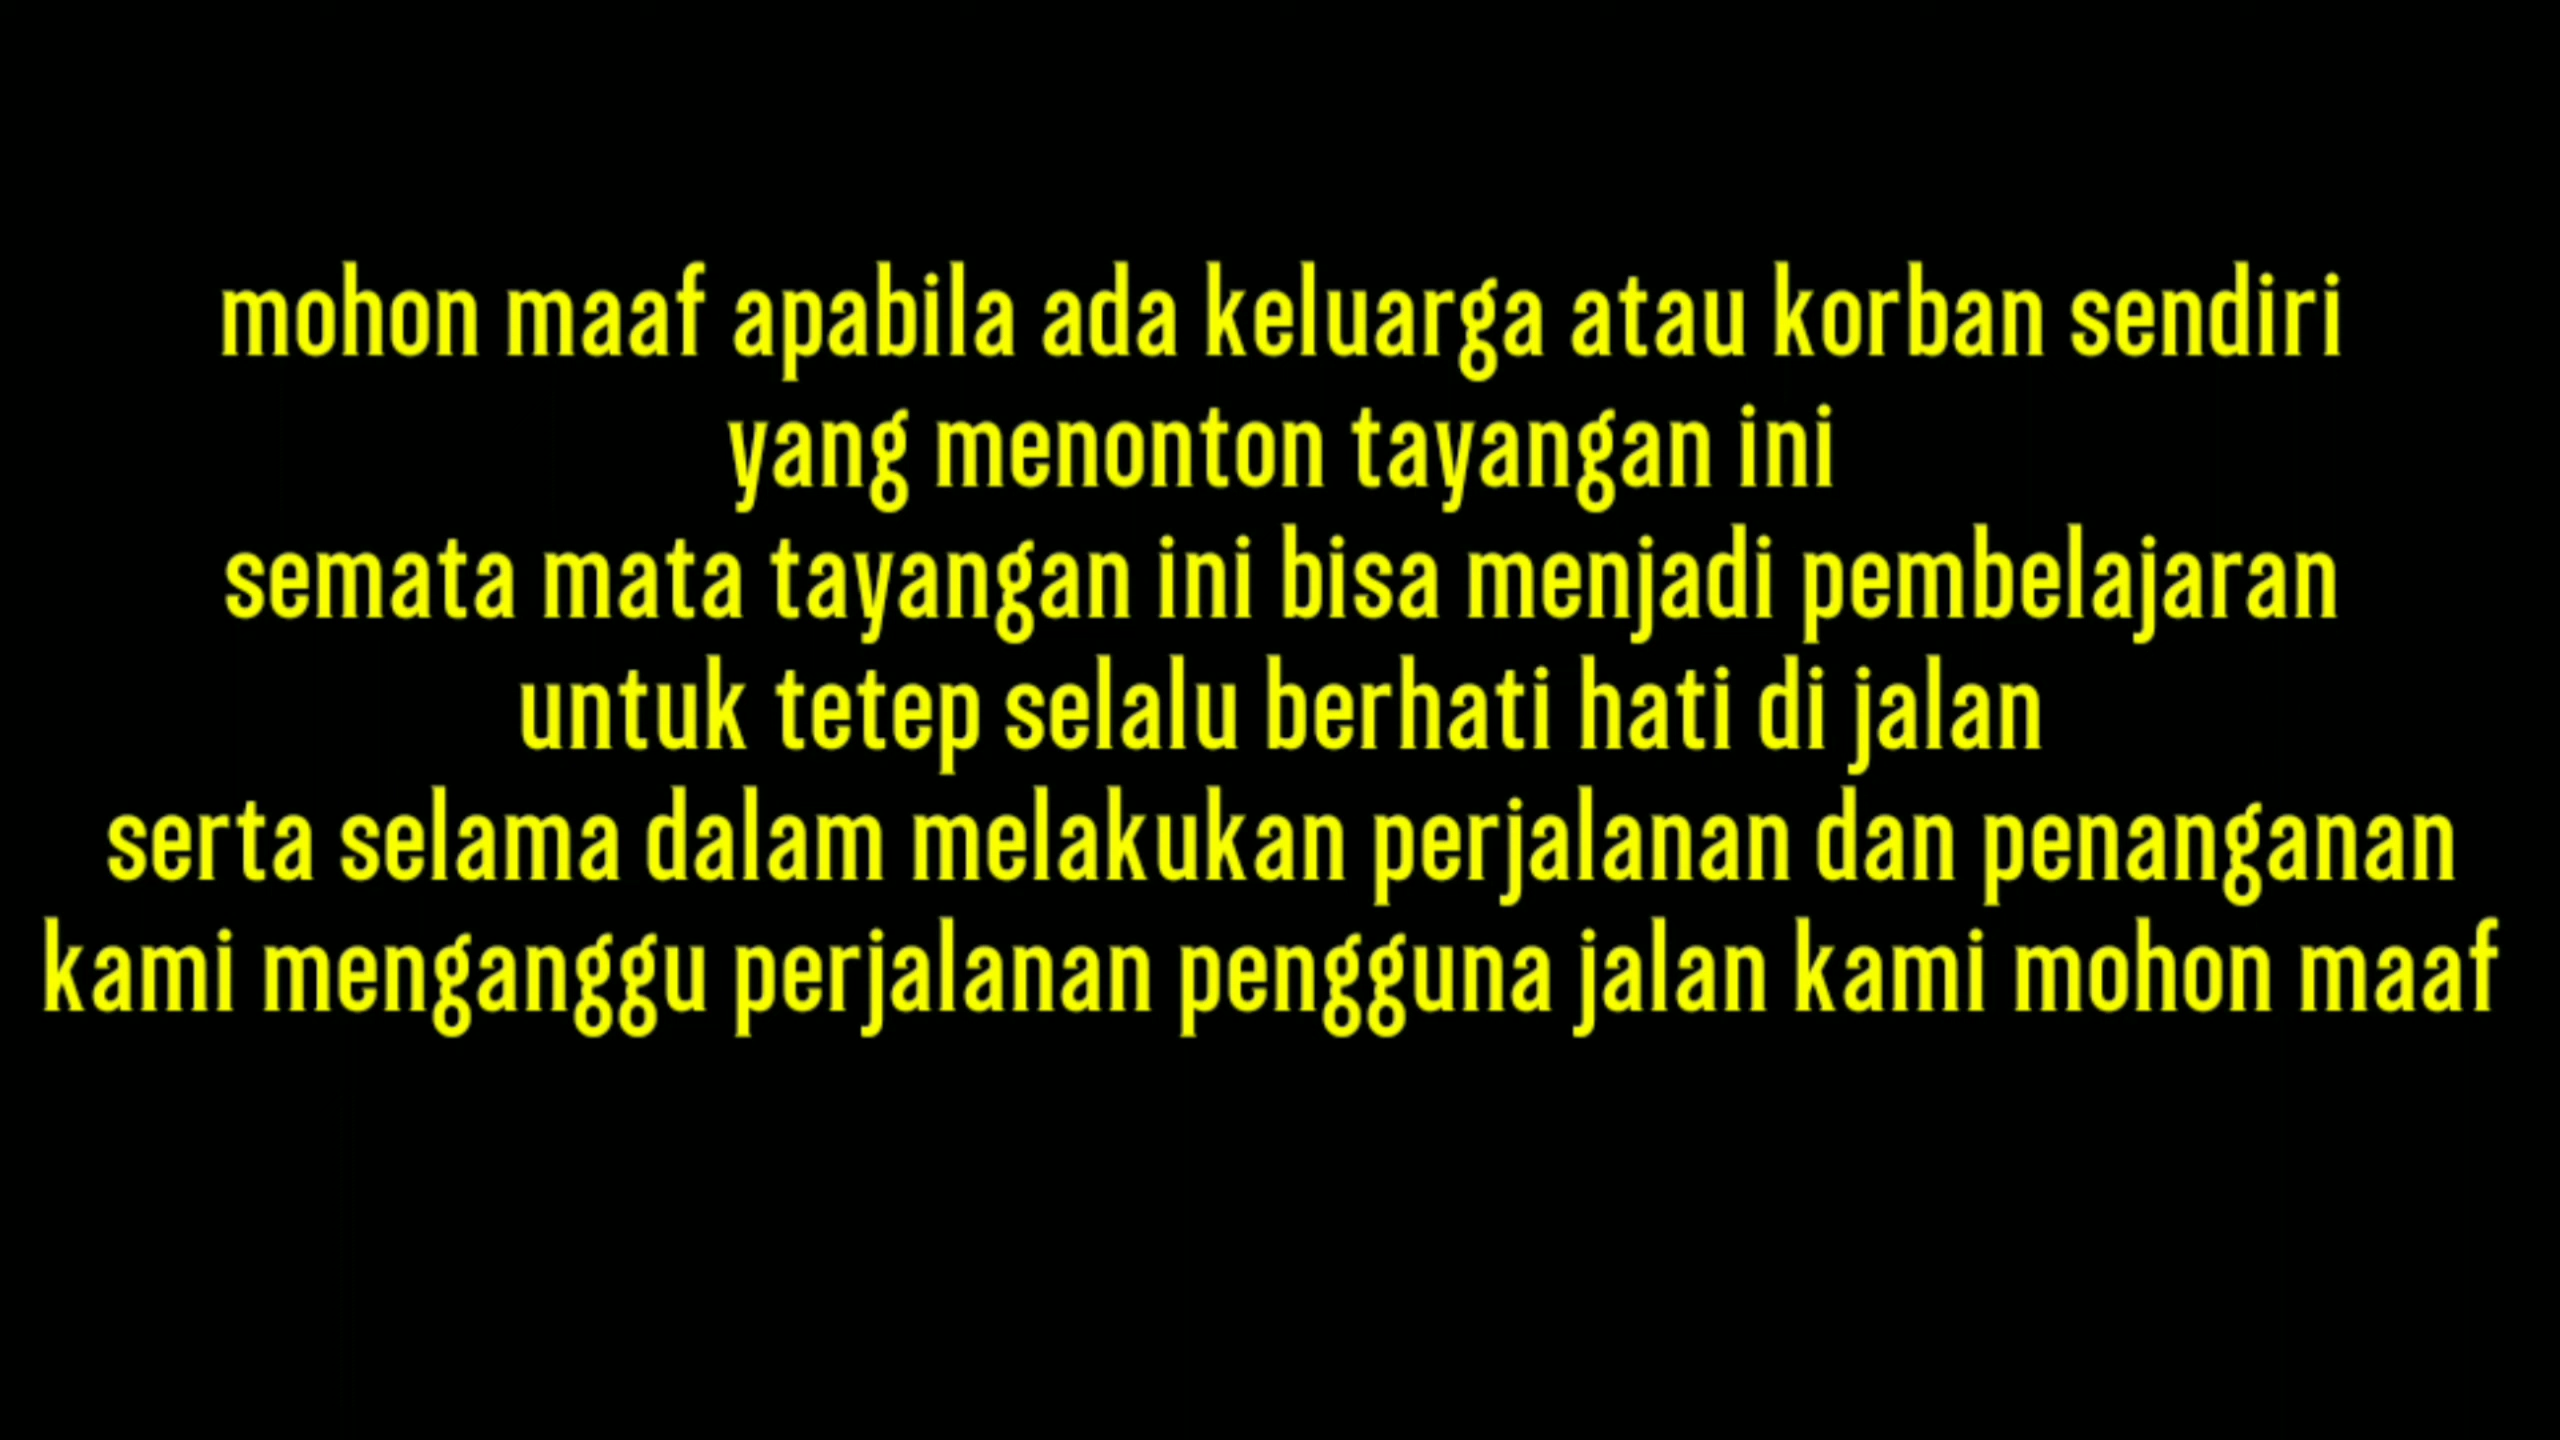 mohon maaf apabila ada keluarga atau korban sendiri
yang menonton tayangan ini
semata mata tayangan ini bisa menjadi pembelajaran
untuk tetep selalu berhati hati di jalan
serta selama dalam melakukan perjalanan dan penanganan
kami menganggu perjalanan pengguna jalan kami mohon maaf